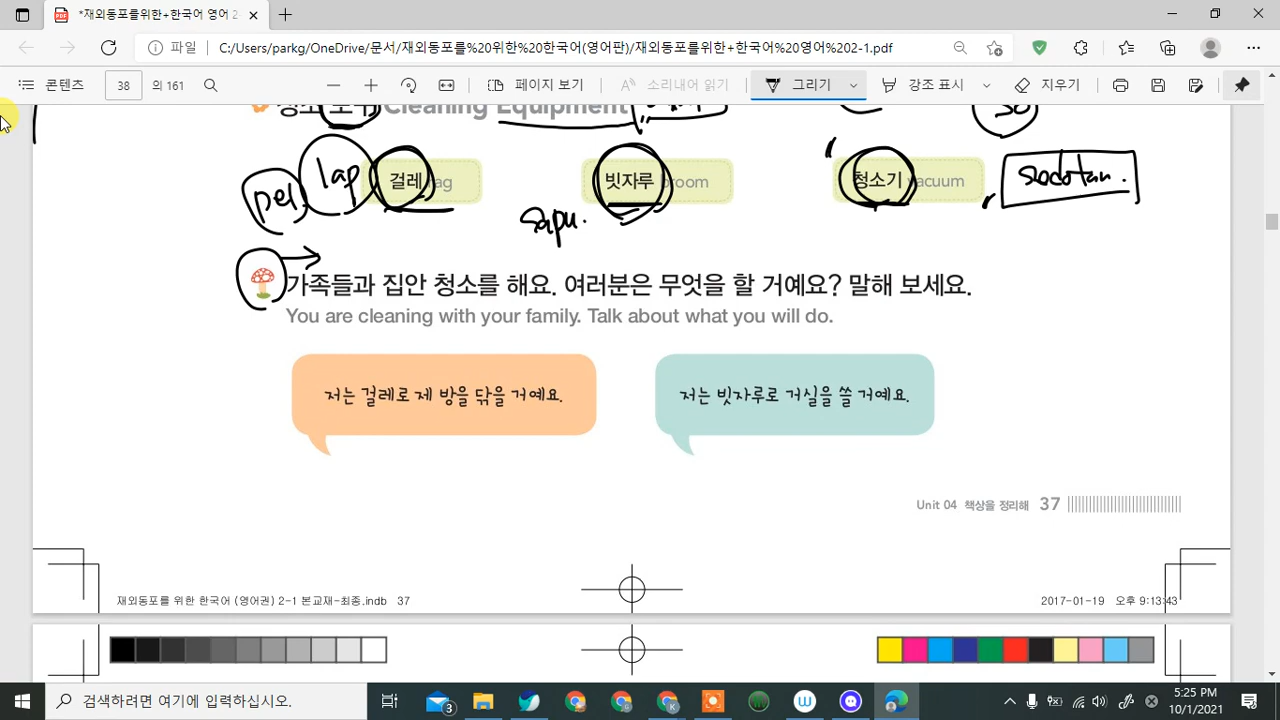 *재외동포를위한+한국어 영어 2
파일 C:/Users/parkg/OneDrive/문서/재외동포를%20위한%20한국어(영어판)/재외동포를위한+한국어%20영어%202-1.pdf
콘텐츠 38 의 161 페이지 보기 소리내어 읽기 그리기 강조 표시 지우기
청소 도구 Cleaning Equipment
pel lap 걸레 rag 빗자루 broom 청소기 vacuum sedotan.
sapu.
가족들과 집안 청소를 해요. 여러분은 무엇을 할 거예요? 말해 보세요.
You are cleaning with your family. Talk about what you will do.
저는 걸레로 제 방을 닦을 거예요. 저는 빗자루로 거실을 쓸 거예요.
Unit 04 책상을 정리해 37
재외동포를 위한 한국어 (영어권) 2-1 본교재-최종.indb 37 2017-01-19 오후 9:13:43
검색하려면 여기에 입력하십시오. 3 5:25 PM
10/1/2021